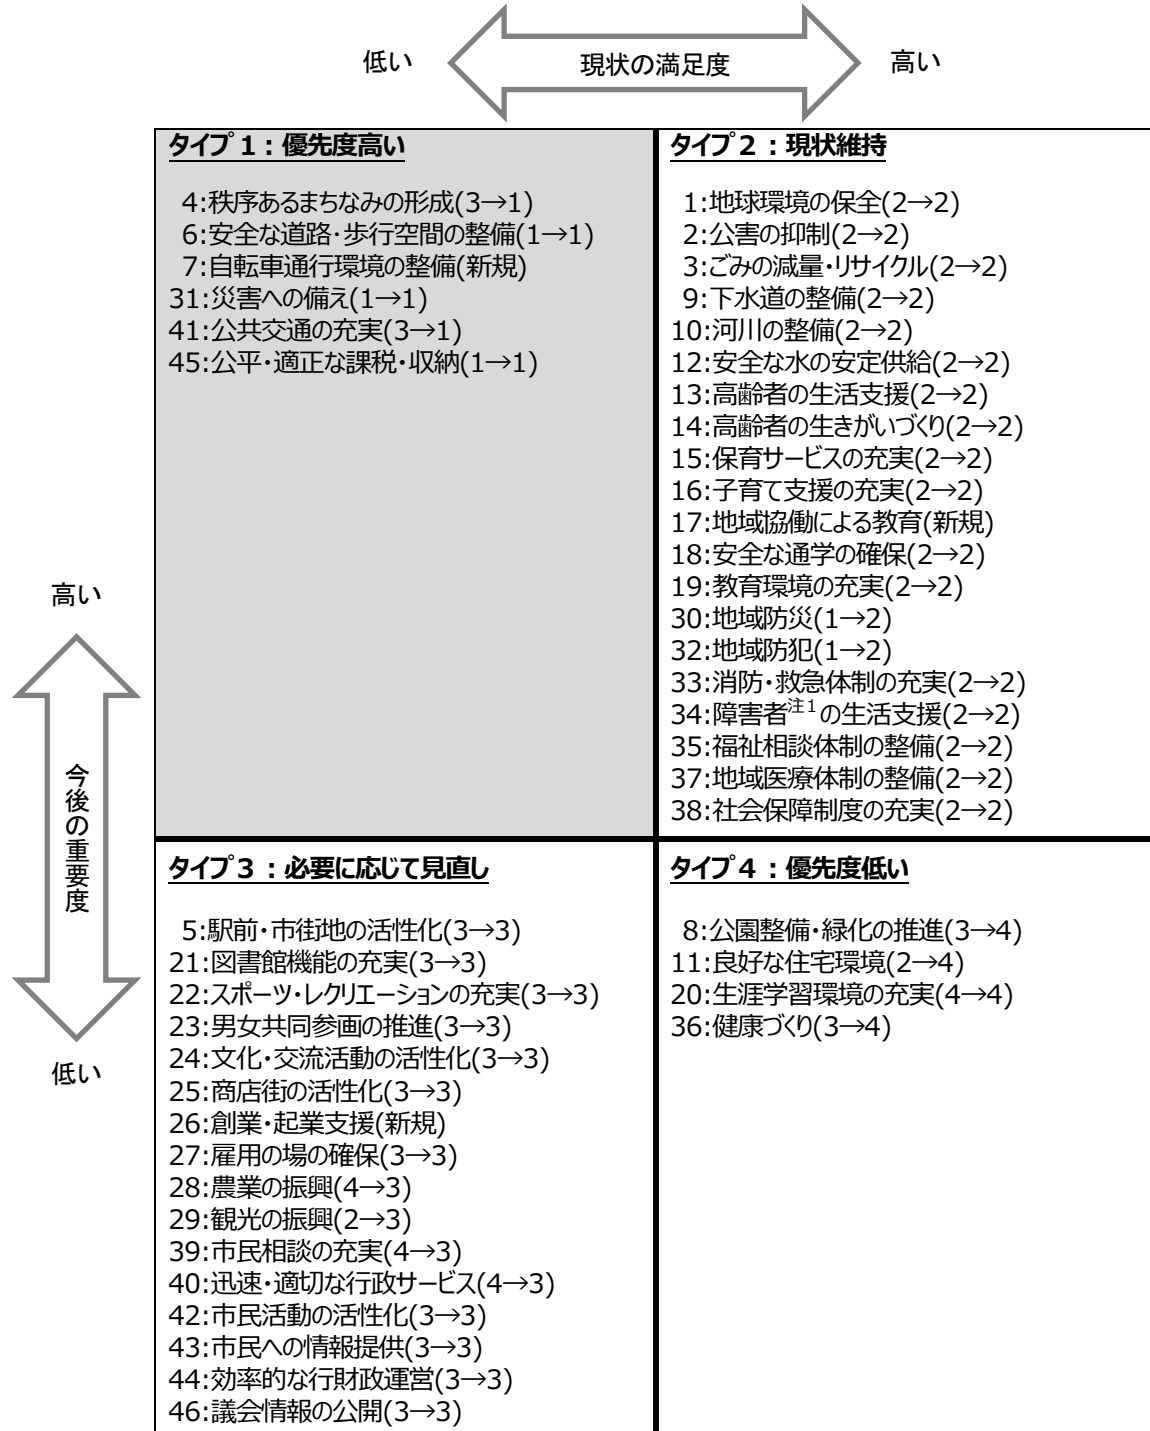 低い
現状の満足度
高い
タイプ1：優先度高い
4:秩序あるまちなみの形成(3→1)
6:安全な道路・歩行空間の整備(1→1)
7:自転車通行環境の整備(新規)
31:災害への備え(1→1)
41:公共交通の充実(3→1)
45:公平・適正な課税・収納(1→1)
タイプ2：現状維持
1:地球環境の保全(2→2)
2:公害の抑制(2→2)
3:ごみの減量・リサイクル(2→2)
9:下水道の整備(2→2)
10:河川の整備(2→2)
12:安全な水の安定供給(2→2)
13:高齢者の生活支援(2→2)
14:高齢者の生きがいづくり(2→2)
15:保育サービスの充実(2→2)
16:子育て支援の充実(2→2)
17:地域協働による教育(新規)
18:安全な通学の確保(2→2)
19:教育環境の充実(2→2)
30:地域防災(1→2)
32:地域防犯(1→2)
33:消防・救急体制の充実(2→2)
34:障害者注1の生活支援(2→2)
35:福祉相談体制の整備(2→2)
37:地域医療体制の整備(2→2)
38:社会保障制度の充実(2→2)
高い
今後の重要度
低い
タイプ3：必要に応じて見直し
5:駅前・市街地の活性化(3→3)
21:図書館機能の充実(3→3)
22:スポーツ・レクリエーションの充実(3→3)
23:男女共同参画の推進(3→3)
24:文化・交流活動の活性化(3→3)
25:商店街の活性化(3→3)
26:創業・起業支援(新規)
27:雇用の場の確保(3→3)
28:農業の振興(4→3)
29:観光の振興(2→3)
39:市民相談の充実(4→3)
40:迅速・適切な行政サービス(4→3)
42:市民活動の活性化(3→3)
43:市民への情報提供(3→3)
44:効率的な行財政運営(3→3)
46:議会情報の公開(3→3)
タイプ4：優先度低い
8:公園整備・緑化の推進(3→4)
11:良好な住宅環境(2→4)
20:生涯学習環境の充実(4→4)
36:健康づくり(3→4)